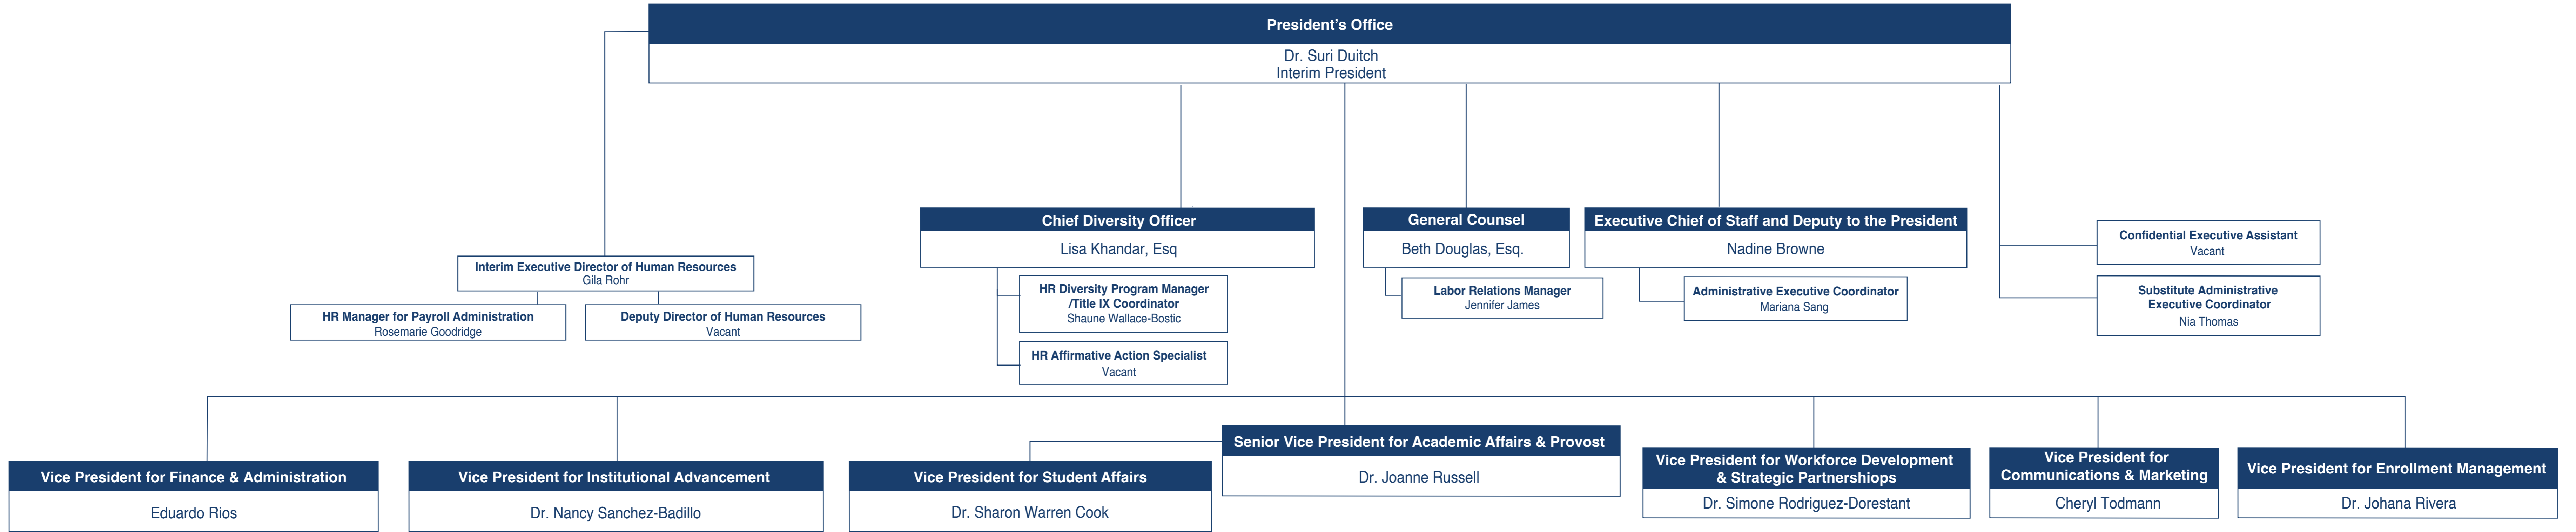 President's Office
Dr. Suri Duitch
Interim President
Chief Diversity Officer
Lisa Khandar, Esq
General Counsel
Beth Douglas, Esq.
Executive Chief of Staff and Deputy to the President
Nadine Browne
Confidential Executive Assistant
Vacant
Interim Executive Director of Human Resources
Gila Rohr
HR Manager for Payroll Administration
Rosemarie Goodridge
Deputy Director of Human Resources
Vacant
HR Diversity Program Manager
/Title IX Coordinator
Shaune Wallace-Bostic
HR Affirmative Action Specialist
Vacant
Labor Relations Manager
Jennifer James
Administrative Executive Coordinator
Mariana Sang
Substitute Administrative
Executive Coordinator
Nia Thomas
Vice President for Finance & Administration
Eduardo Rios
Vice President for Institutional Advancement
Dr. Nancy Sanchez-Badillo
Vice President for Student Affairs
Dr. Sharon Warren Cook
Senior Vice President for Academic Affairs & Provost
Dr. Joanne Russell
Vice President for Workforce Development
& Strategic Partnershiops
Dr. Simone Rodriguez-Dorestant
Vice President for
Communications & Marketing
Cheryl Todmann
Vice President for Enrollment Management
Dr. Johana Rivera